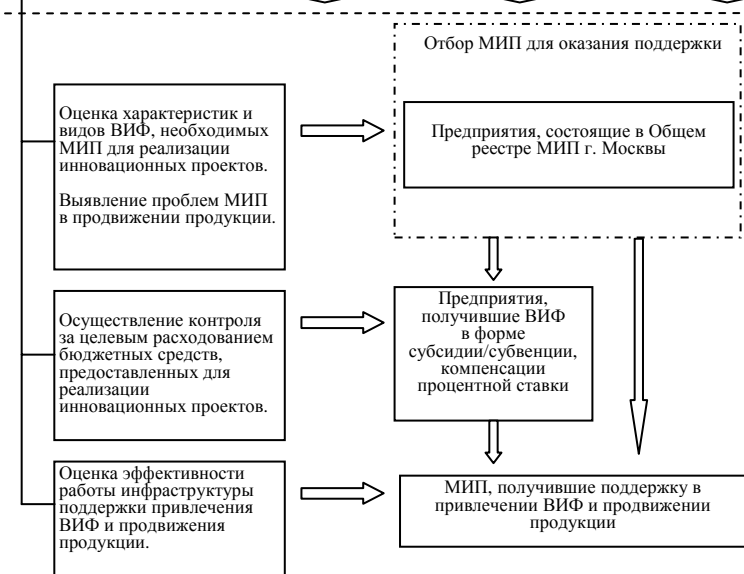 Отбор МИП для оказания поддержки
Оценка характеристик и
видов ВИФ, необходимых
МИП для реализации
инновационных проектов.
Выявление проблем МИП
в продвижении продукции.
Предприятия, состоящие в Общем
реестре МИП г. Москвы
Осуществление контроля
за целевым расходованием
бюджетных средств,
предоставленных для
реализации
инновационных проектов.
Предприятия,
получившие ВИФ
в форме
субсидии/субвенции,
компенсации
процентной ставки
Оценка эффективности
работы инфраструктуры
поддержки привлечения
ВИФ и продвижения
продукции.
МИП, получившие поддержку в
привлечении ВИФ и продвижении
продукции